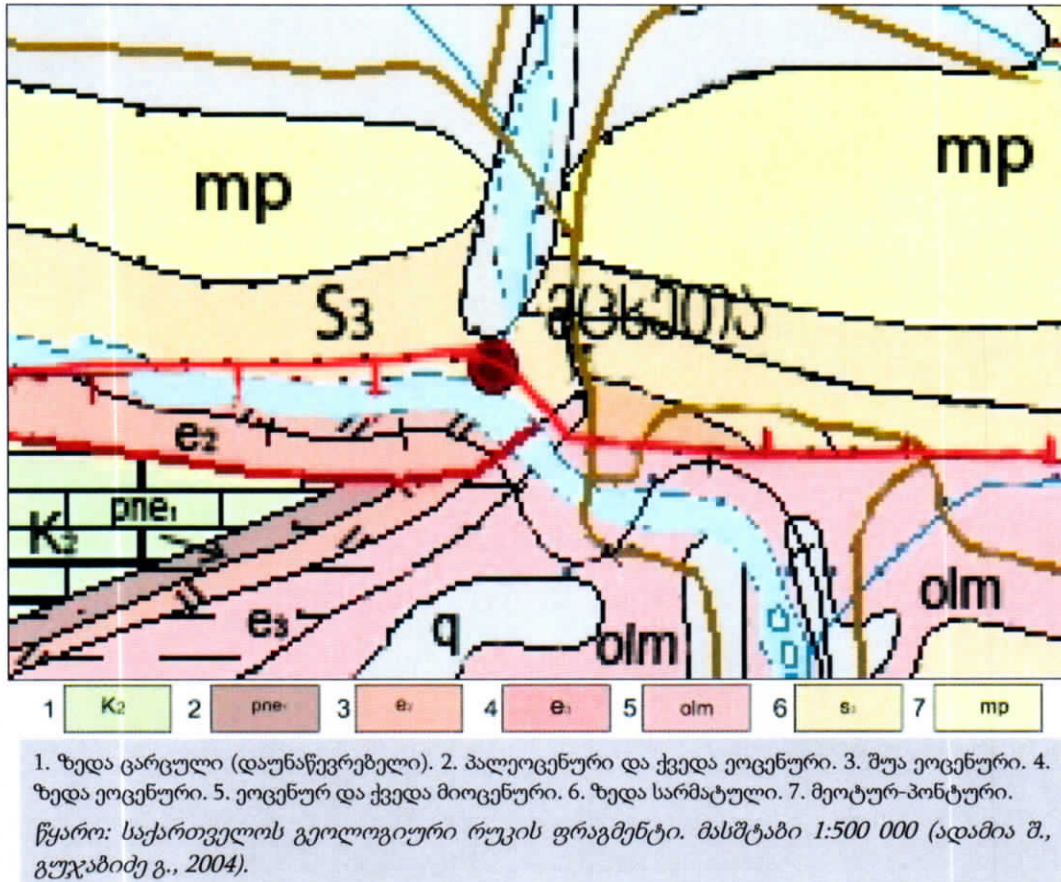 mp
mp
S3
მცხეთა
e2
pne1
K2
e3
q
olm
olm
1 K2 2 pne1 3 e2 4 e3 5 olm 6 s3 7 mp
1. ზედა ცარცული (დაუნაწევრებელი). 2. პალეოცენური და ქვედა ეოცენური. 3. შუა ეოცენური. 4.
ზედა ეოცენური. 5. ეოცენურ და ქვედა მიოცენური. 6. ზედა სარმატული. 7. მეოტურ-პონტური.
წყარო: საქართველოს გეოლოგიური რუკის ფრაგმენტი. მასშტაბი 1:500 000 (ადამია შ.,
გუჯაბიძე გ., 2004).